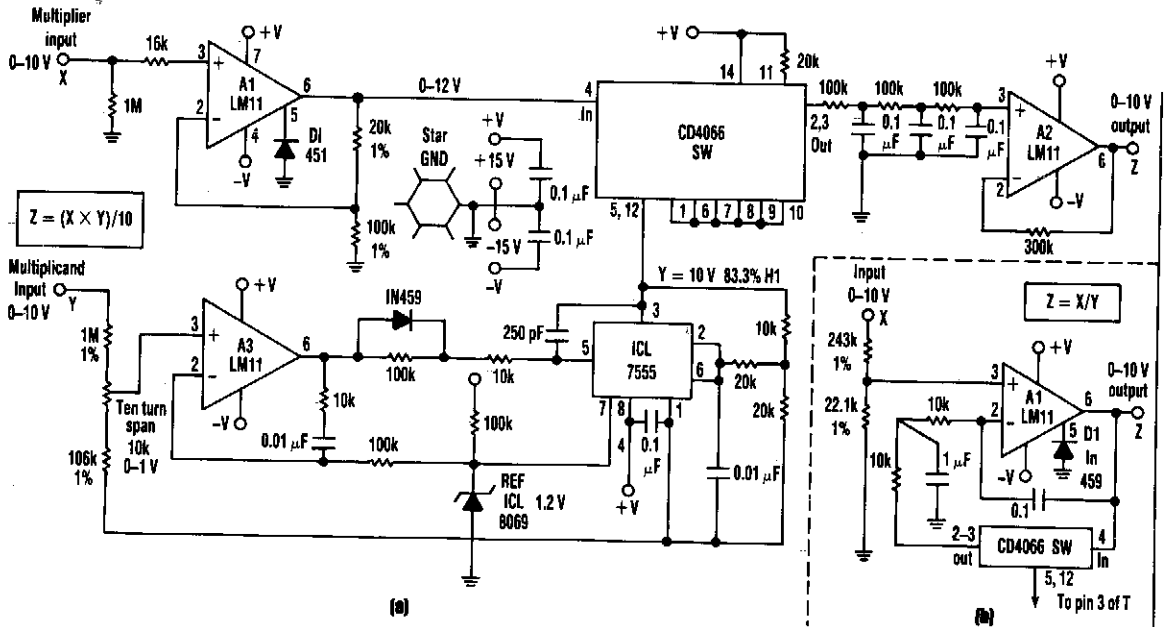 Multiplier
input
0–10 V
X
16k
1M
+V
7
3
+
A1
LM11
6
2
–
5
4
–V
DI
451
0–12 V
20k
1%
100k
1%
Star
GND
+V
+15 V
–15 V
–V
0.1 µF
0.1 µF
+V
14
11
20k
4
In
CD4066
SW
2,3
Out
5, 12
1
6
7
8
9
10
100k
100k
100k
0.1
µF
0.1
µF
0.1
µF
+V
3
+
A2
LM11
6
2
–
–V
300k
0–10 V
output
Z
Z = (X × Y)/10
Multiplicand
Input
0–10 V
Y
1M
1%
Ten turn
span
10k
0–1 V
106k
1%
+V
3
+
A3
LM11
6
2
–
–V
IN459
100k
10k
10k
0.01 µF
100k
100k
REF
ICL
8069
1.2 V
250 pF
Y = 10 V 83.3% H1
3
5
ICL
7555
2
6
7
8
1
4
0.1
µF
+V
10k
20k
20k
0.01 µF
(a)
Input
0–10 V
X
Z = X/Y
243k
1%
22.1k
1%
+V
3
+
A1
LM11
6
2
–
5
–V
D1
In
459
0–10 V
output
Z
10k
10k
1
µF
0.1
2–3
out
CD4066 SW
4
In
5, 12
To pin 3 of T
(b)